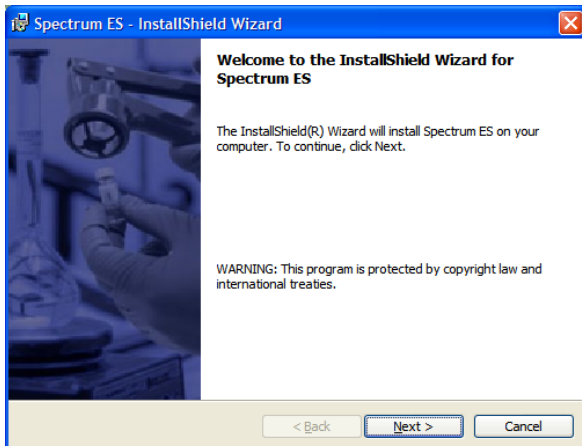 Spectrum ES - InstallShield Wizard
Welcome to the InstallShield Wizard for
Spectrum ES
The InstallShield(R) Wizard will install Spectrum ES on your
computer. To continue, click Next.
WARNING: This program is protected by copyright law and
international treaties.
< Back
Next >
Cancel